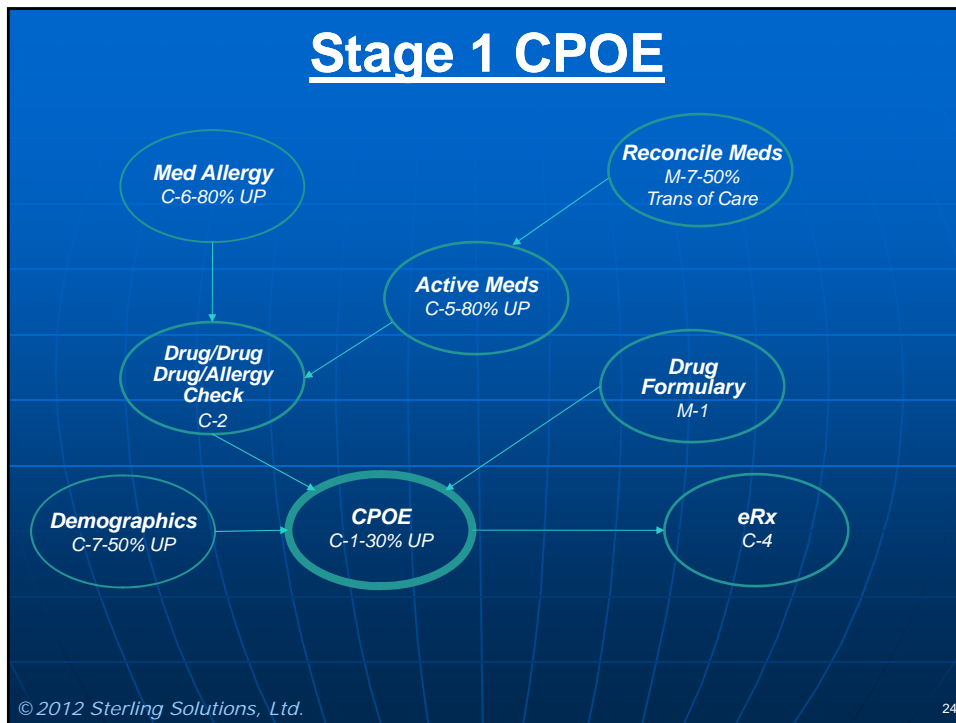 Stage 1 CPOE
Med Allergy
C-6-80% UP
Reconcile Meds
M-7-50%
Trans of Care
Active Meds
C-5-80% UP
Drug/Drug
Drug/Allergy
Check
C-2
Drug
Formulary
M-1
Demographics
C-7-50% UP
CPOE
C-1-30% UP
eRx
C-4
©2012 Sterling Solutions, Ltd.
24